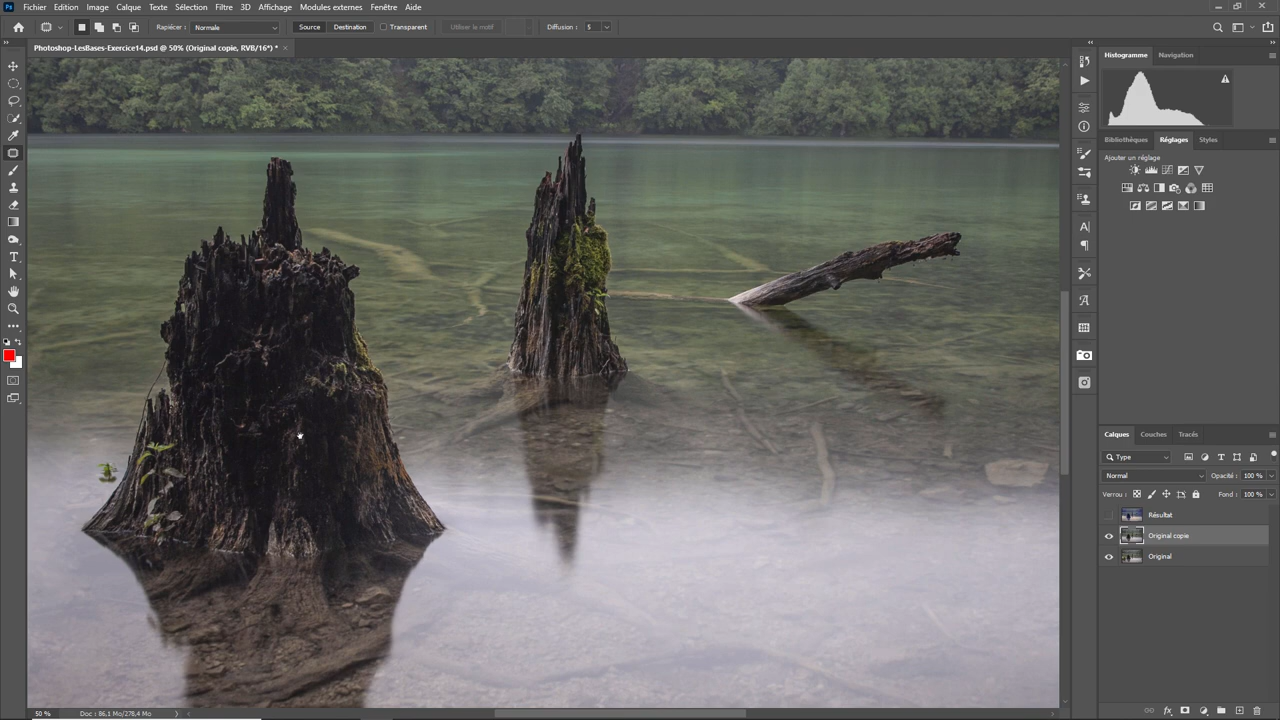 Ps Fichier Edition Image Calque Texte Sélection Filtre 3D Affichage Modules externes Fenêtre Aide
Rapiécer : Normale Source Destination Transparent Utiliser le motif Diffusion : 5
Photoshop-LesBases-Exercice14.psd @ 50% (Original copie, RVB/16*) * ×
Histogramme Navigation
Bibliothèques Réglages Styles
Ajouter un réglage
Calques Couches Tracés
Type
Normal Opacité : 100 %
Verrou : Fond : 100 %
Résultat
Original copie
Original
50 % Doc : 86,1 Mo/278,4 Mo